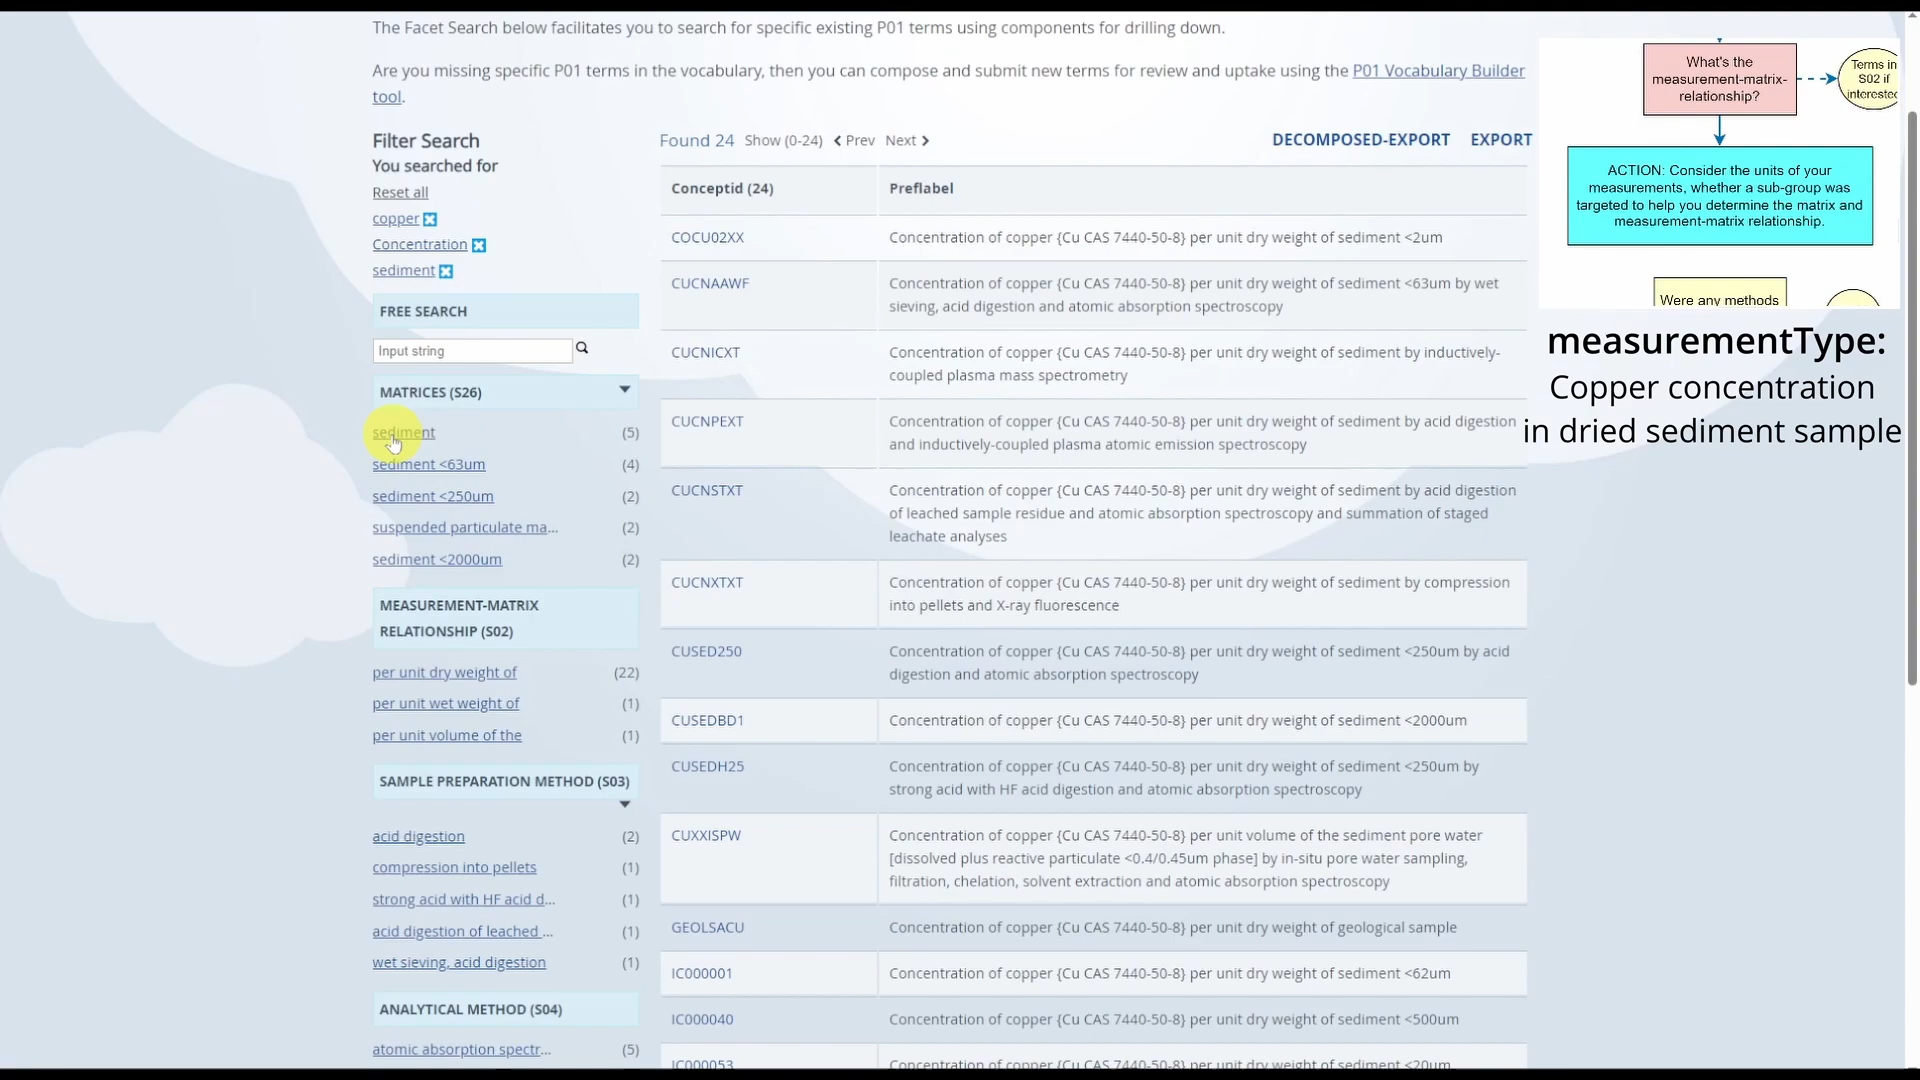 The Facet Search below facilitates you to search for specific existing P01 terms using components for drilling down.
Are you missing specific P01 terms in the vocabulary, then you can compose and submit new terms for review and uptake using the P01 Vocabulary Builder
tool.
Filter Search
You searched for
Reset all
copper
Concentration
sediment
FREE SEARCH
Input string
MATRICES (S26)
sediment (5)
sediment <63um (4)
sediment <250um (2)
suspended particulate ma... (2)
sediment <2000um (2)
MEASUREMENT-MATRIX
RELATIONSHIP (S02)
per unit dry weight of (22)
per unit wet weight of (1)
per unit volume of the (1)
SAMPLE PREPARATION METHOD (S03)
acid digestion (2)
compression into pellets (1)
strong acid with HF acid d... (1)
acid digestion of leached ... (1)
wet sieving, acid digestion (1)
ANALYTICAL METHOD (S04)
atomic absorption spectr... (5)
Found 24 Show (0-24) Prev Next DECOMPOSED-EXPORT EXPORT
Conceptid (24) Preflabel
COCU02XX Concentration of copper {Cu CAS 7440-50-8} per unit dry weight of sediment <2um
CUCNAAWF Concentration of copper {Cu CAS 7440-50-8} per unit dry weight of sediment <63um by wet
sieving, acid digestion and atomic absorption spectroscopy
CUCNICXT Concentration of copper {Cu CAS 7440-50-8} per unit dry weight of sediment by inductively-
coupled plasma mass spectrometry
CUCNPEXT Concentration of copper {Cu CAS 7440-50-8} per unit dry weight of sediment by acid digestion
and inductively-coupled plasma atomic emission spectroscopy
CUCNSTXT Concentration of copper {Cu CAS 7440-50-8} per unit dry weight of sediment by acid digestion
of leached sample residue and atomic absorption spectroscopy and summation of staged
leachate analyses
CUCNXTXT Concentration of copper {Cu CAS 7440-50-8} per unit dry weight of sediment by compression
into pellets and X-ray fluorescence
CUSED250 Concentration of copper {Cu CAS 7440-50-8} per unit dry weight of sediment <250um by acid
digestion and atomic absorption spectroscopy
CUSEDBD1 Concentration of copper {Cu CAS 7440-50-8} per unit dry weight of sediment <2000um
CUSEDH25 Concentration of copper {Cu CAS 7440-50-8} per unit dry weight of sediment <250um by
strong acid with HF acid digestion and atomic absorption spectroscopy
CUXXISPW Concentration of copper {Cu CAS 7440-50-8} per unit volume of the sediment pore water
[dissolved plus reactive particulate <0.4/0.45um phase] by in-situ pore water sampling,
filtration, chelation, solvent extraction and atomic absorption spectroscopy
GEOLSACU Concentration of copper {Cu CAS 7440-50-8} per unit dry weight of geological sample
IC000001 Concentration of copper {Cu CAS 7440-50-8} per unit dry weight of sediment <62um
IC000040 Concentration of copper {Cu CAS 7440-50-8} per unit dry weight of sediment <500um
IC000053 Concentration of copper {Cu CAS 7440-50-8} per unit dry weight of sediment <20um
What's the
measurement-matrix-
relationship?
Terms in
S02 if
interested
ACTION: Consider the units of your
measurements, whether a sub-group was
targeted to help you determine the matrix and
measurement-matrix relationship.
Were any methods
measurementType:
Copper concentration
in dried sediment sample